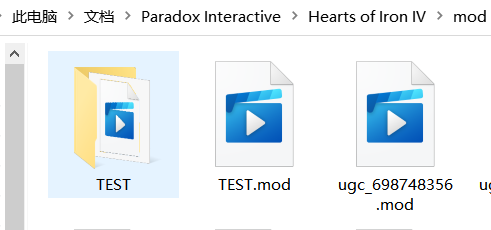 此电脑 > 文档 > Paradox Interactive > Hearts of Iron IV > mod
TEST
TEST.mod
ugc_698748356
.mod